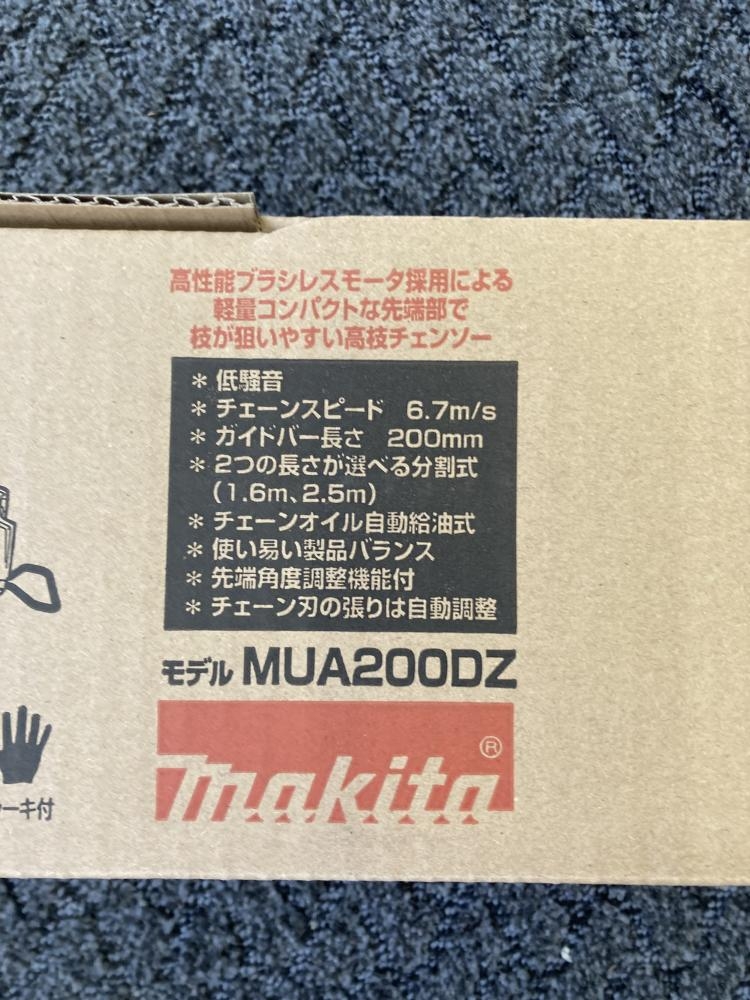 高性能ブラシレスモータ採用による
軽量コンパクトな先端部で
枝が狙いやすい高枝チェンソー
* 低騒音
* チェーンスピード 6.7m/s
* ガイドバー長さ 200mm
* 2つの長さが選べる分割式
(1.6m、2.5m)
* チェーンオイル自動給油式
* 使い易い製品バランス
* 先端角度調整機能付
* チェーン刃の張りは自動調整
モデル MUA200DZ
makita®
ーキ付